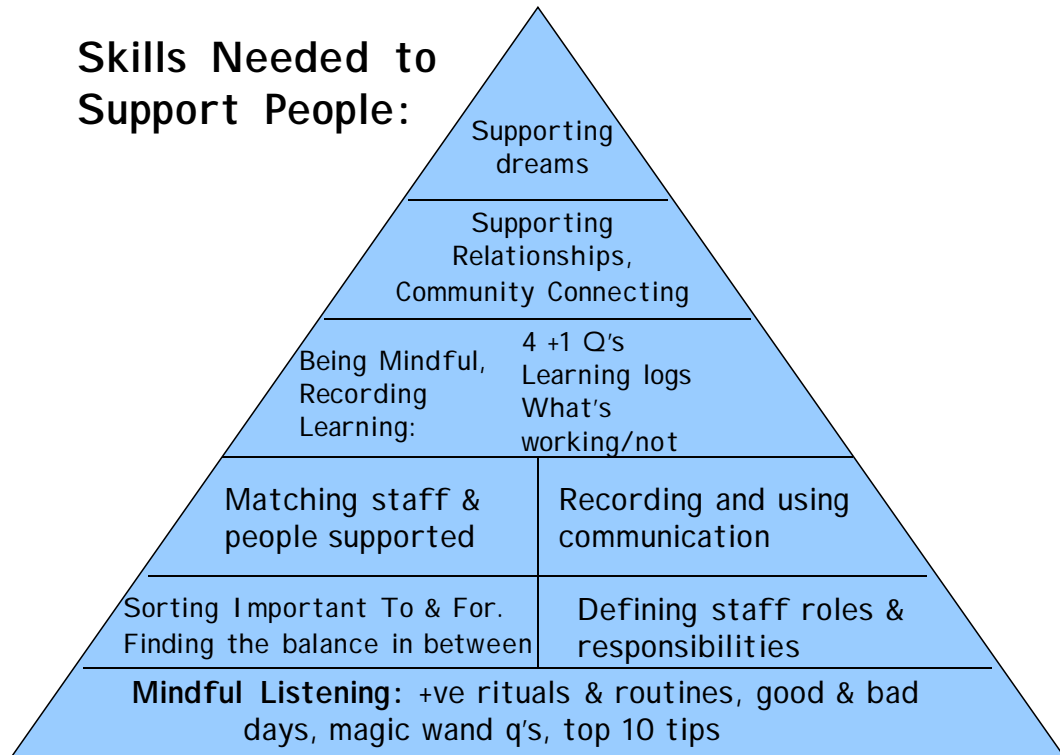 Skills Needed to
Support People:
Supporting
dreams
Supporting
Relationships,
Community Connecting
Being Mindful,
Recording
Learning:
4 +1 Q's
Learning logs
What's
working/not
Matching staff &
people supported
Recording and using
communication
Sorting Important To & For.
Finding the balance in between
Defining staff roles &
responsibilities
Mindful Listening: +ve rituals & routines, good & bad
days, magic wand q's, top 10 tips